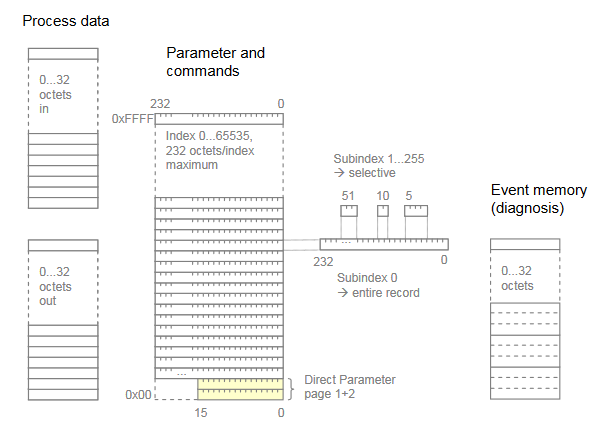 Process data
0...32
octets
in
0...32
octets
out
Parameter and
commands
232 0
0xFFFF
Index 0...65535,
232 octets/index
maximum
...
0x00
15 0
Direct Parameter
page 1+2
Subindex 1...255
→ selective
51 10 5
...
232 0
Subindex 0
→ entire record
Event memory
(diagnosis)
0...32
octets